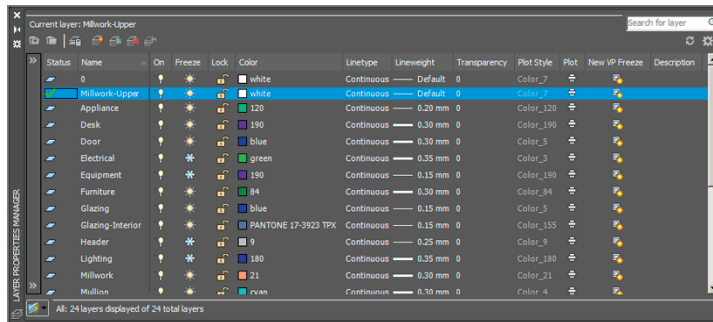 Current layer: Millwork-Upper
Search for layer
Status Name On Freeze Lock Color Linetype Lineweight Transparency Plot Style Plot New VP Freeze Description
0 white Continuous Default 0 Color_7
Millwork-Upper white Continuous Default 0 Color_7
Appliance 120 Continuous 0.20 mm 0 Color_120
Desk 190 Continuous 0.30 mm 0 Color_190
Door blue Continuous 0.30 mm 0 Color_5
Electrical green Continuous 0.35 mm 0 Color_3
Equipment 190 Continuous 0.15 mm 0 Color_190
Furniture 84 Continuous 0.30 mm 0 Color_84
Glazing blue Continuous 0.15 mm 0 Color_5
Glazing-Interior PANTONE 17-3923 TPX Continuous 0.15 mm 0 Color_155
Header 9 Continuous 0.25 mm 0 Color_9
Lighting 180 Continuous 0.35 mm 0 Color_180
Millwork 21 Continuous 0.30 mm 0 Color_21
Mullion cyan Continuous 0.30 mm 0 Color_4
All: 24 layers displayed of 24 total layers
LAYER PROPERTIES MANAGER